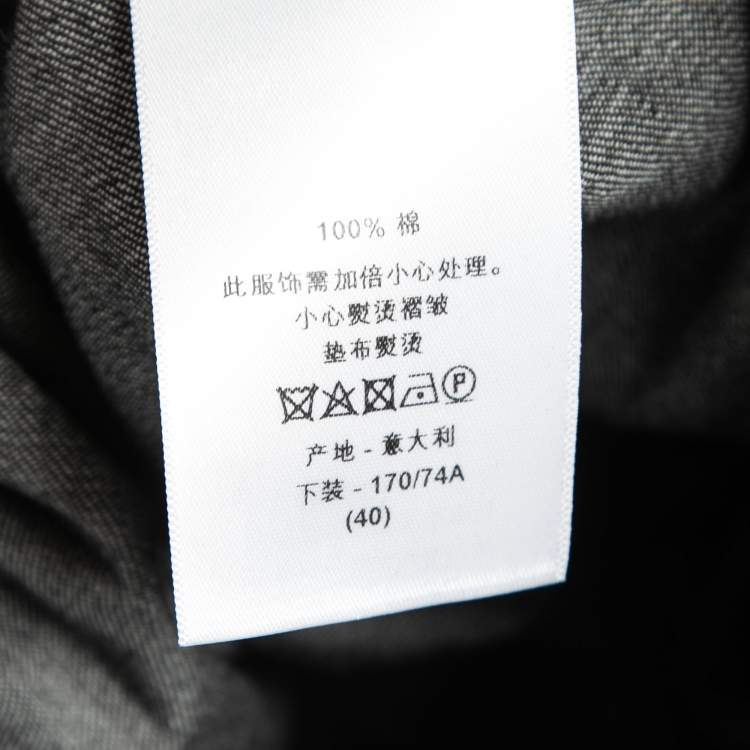 100% 棉
此服饰需加倍小心处理。
小心熨烫褶皱
垫布熨烫
P
产地 - 意大利
下装 - 170/74A
(40)